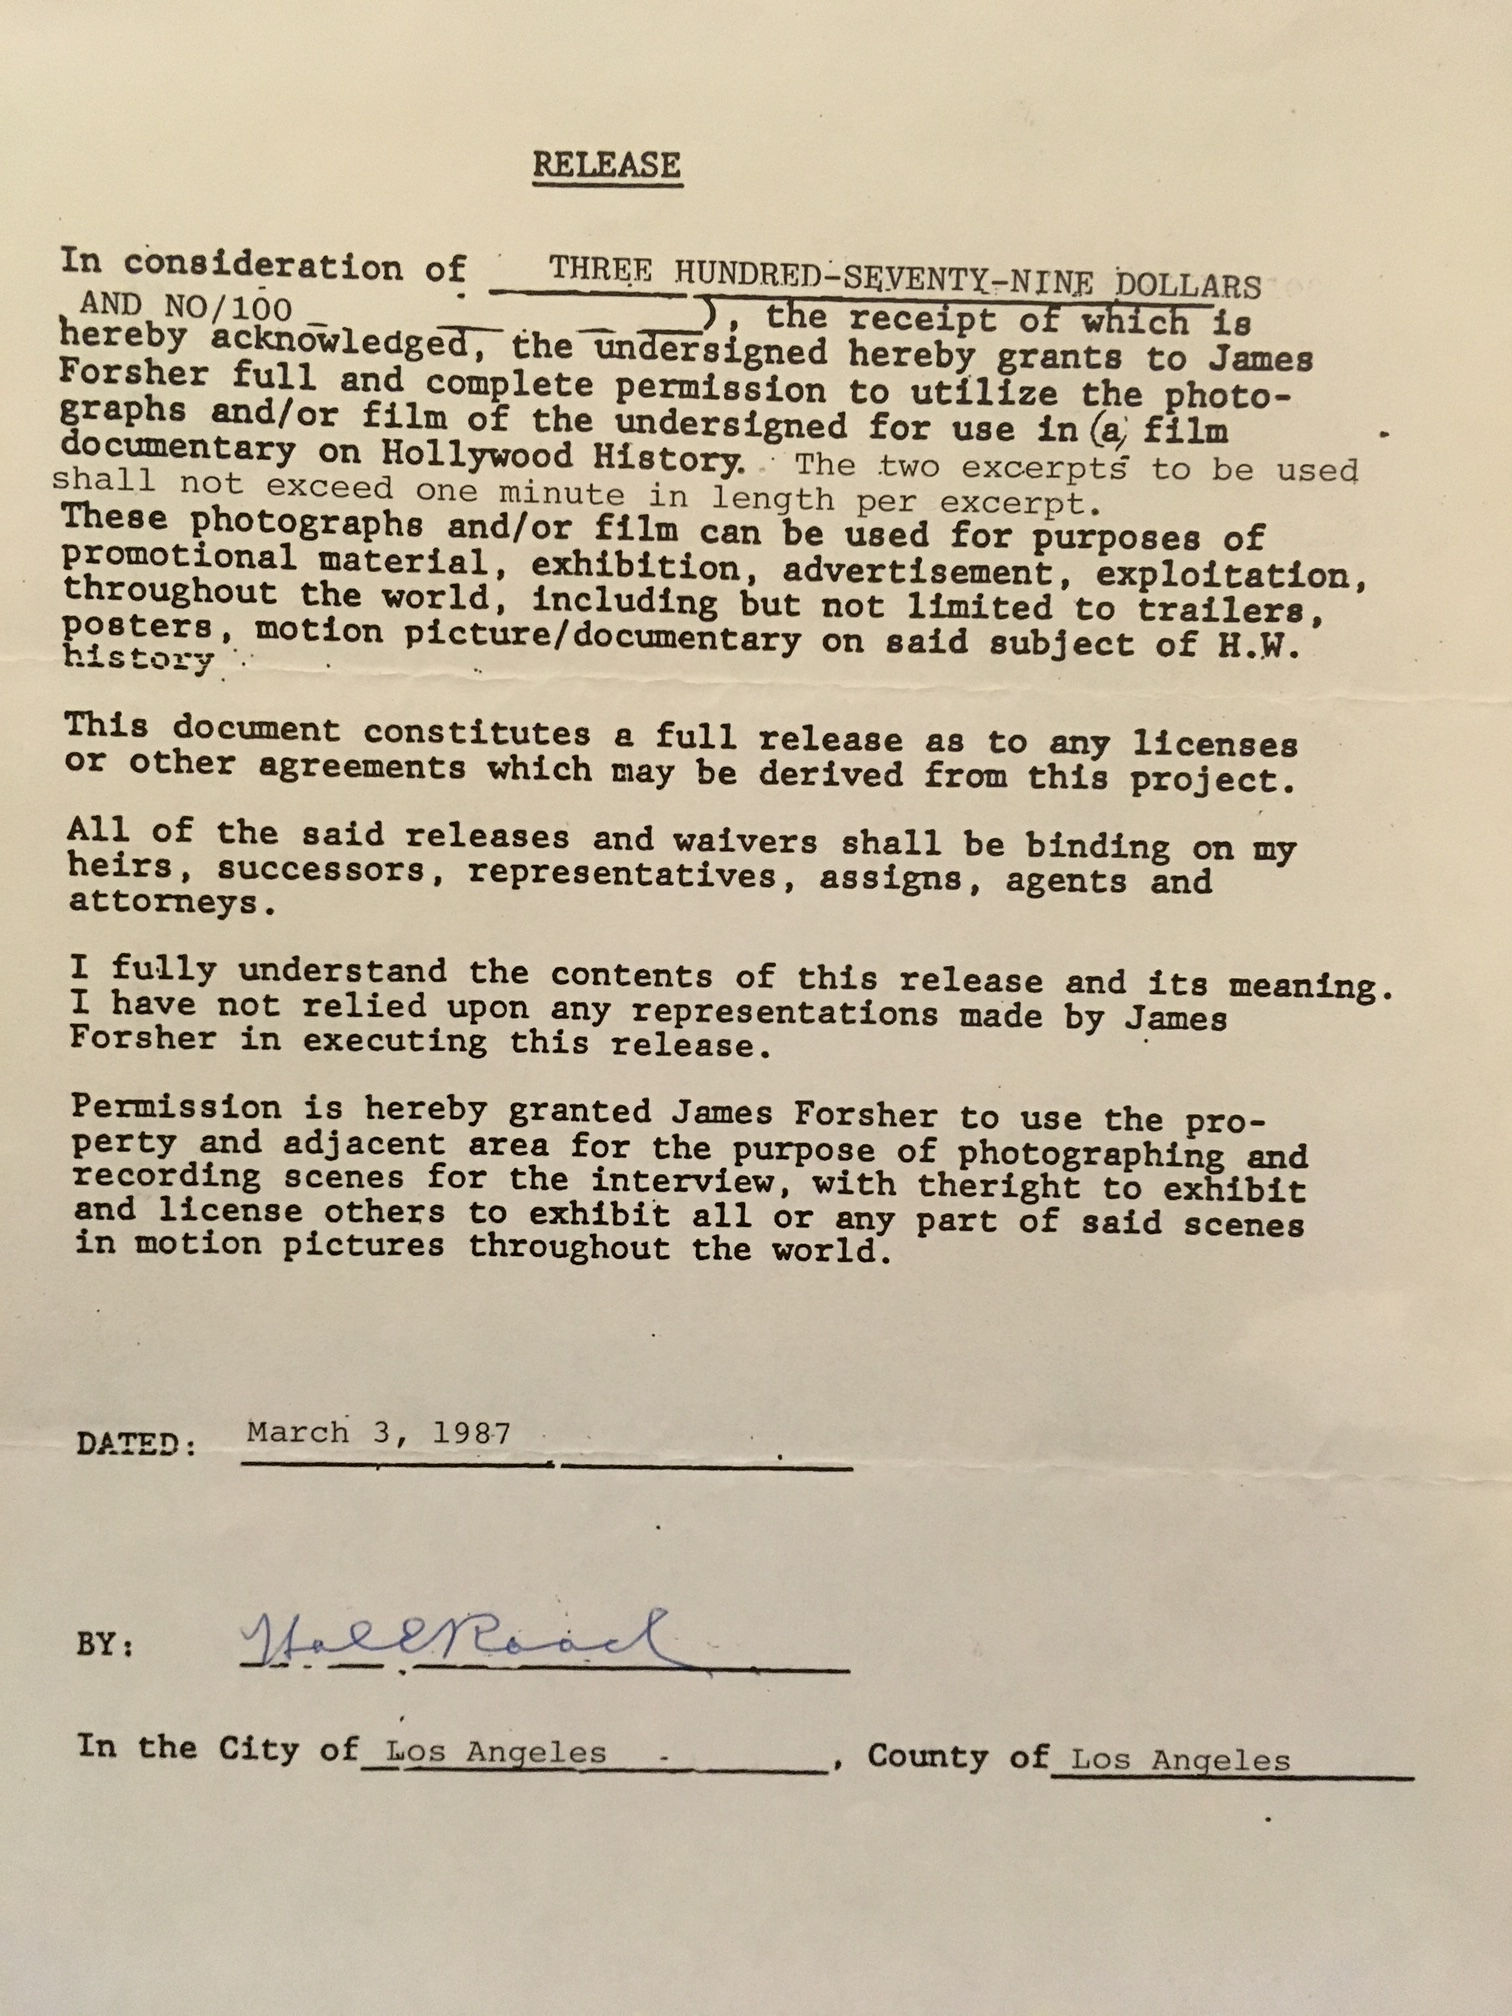 RELEASE
In consideration of THREE HUNDRED-SEVENTY-NINE DOLLARS
AND NO/100 ), the receipt of which is
hereby acknowledged, the undersigned hereby grants to James
Forsher full and complete permission to utilize the photo-
graphs and/or film of the undersigned for use in (a) film
documentary on Hollywood History. The two excerpts to be used
shall not exceed one minute in length per excerpt.
These photographs and/or film can be used for purposes of
promotional material, exhibition, advertisement, exploitation,
throughout the world, including but not limited to trailers,
posters, motion picture/documentary on said subject of H.W.
history.
This document constitutes a full release as to any licenses
or other agreements which may be derived from this project.
All of the said releases and waivers shall be binding on my
heirs, successors, representatives, assigns, agents and
attorneys.
I fully understand the contents of this release and its meaning.
I have not relied upon any representations made by James
Forsher in executing this release.
Permission is hereby granted James Forsher to use the pro-
perty and adjacent area for the purpose of photographing and
recording scenes for the interview, with theright to exhibit
and license others to exhibit all or any part of said scenes
in motion pictures throughout the world.
DATED: March 3, 1987
BY: Hal Roach
In the City of Los Angeles , County of Los Angeles